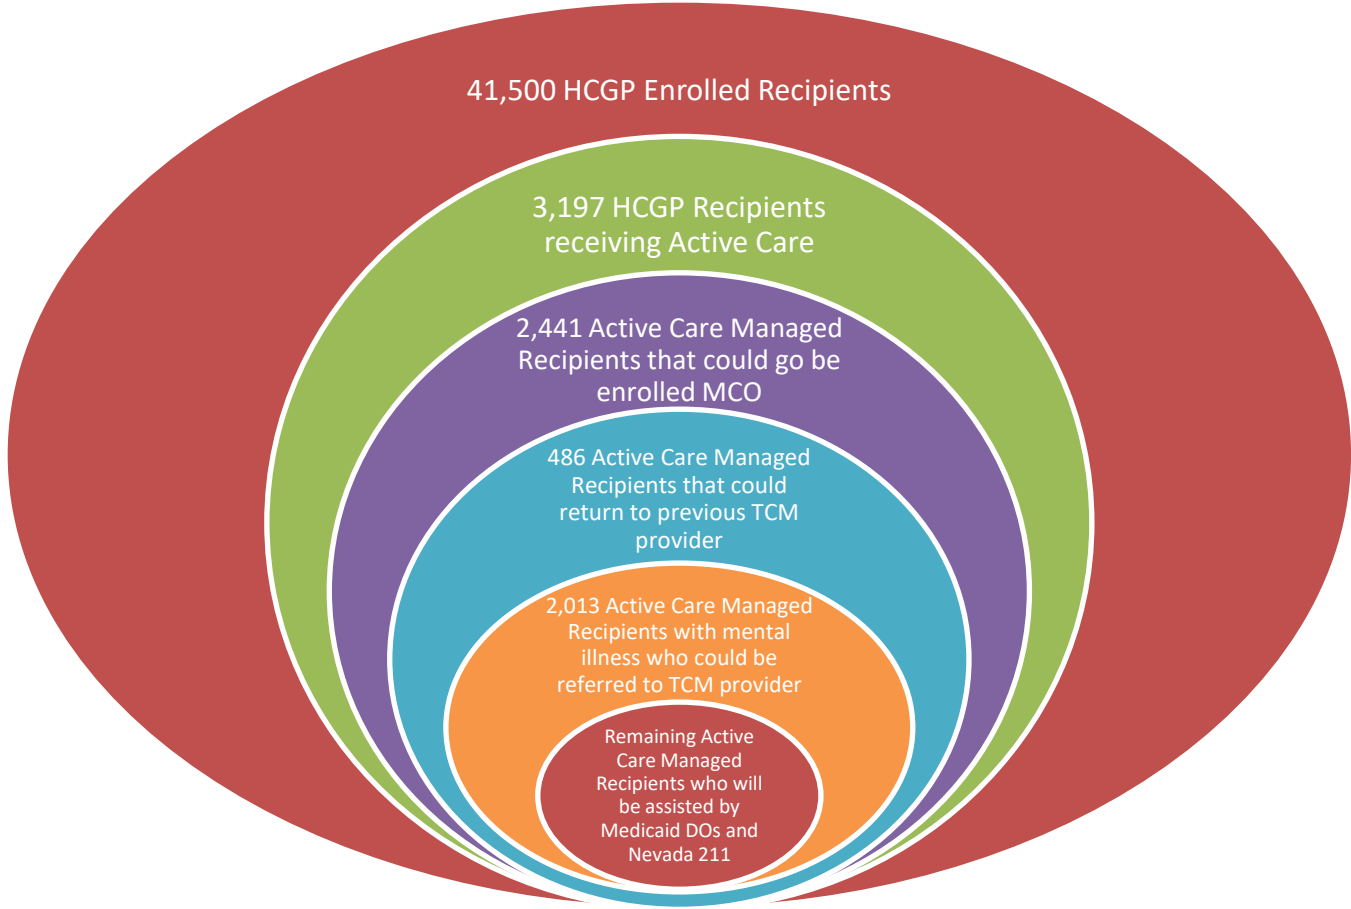 41,500 HCGP Enrolled Recipients
3,197 HCGP Recipients
receiving Active Care
2,441 Active Care Managed
Recipients that could go be
enrolled MCO
486 Active Care Managed
Recipients that could
return to previous TCM
provider
2,013 Active Care Managed
Recipients with mental
illness who could be
referred to TCM provider
Remaining Active
Care Managed
Recipients who will
be assisted by
Medicaid DOs and
Nevada 211